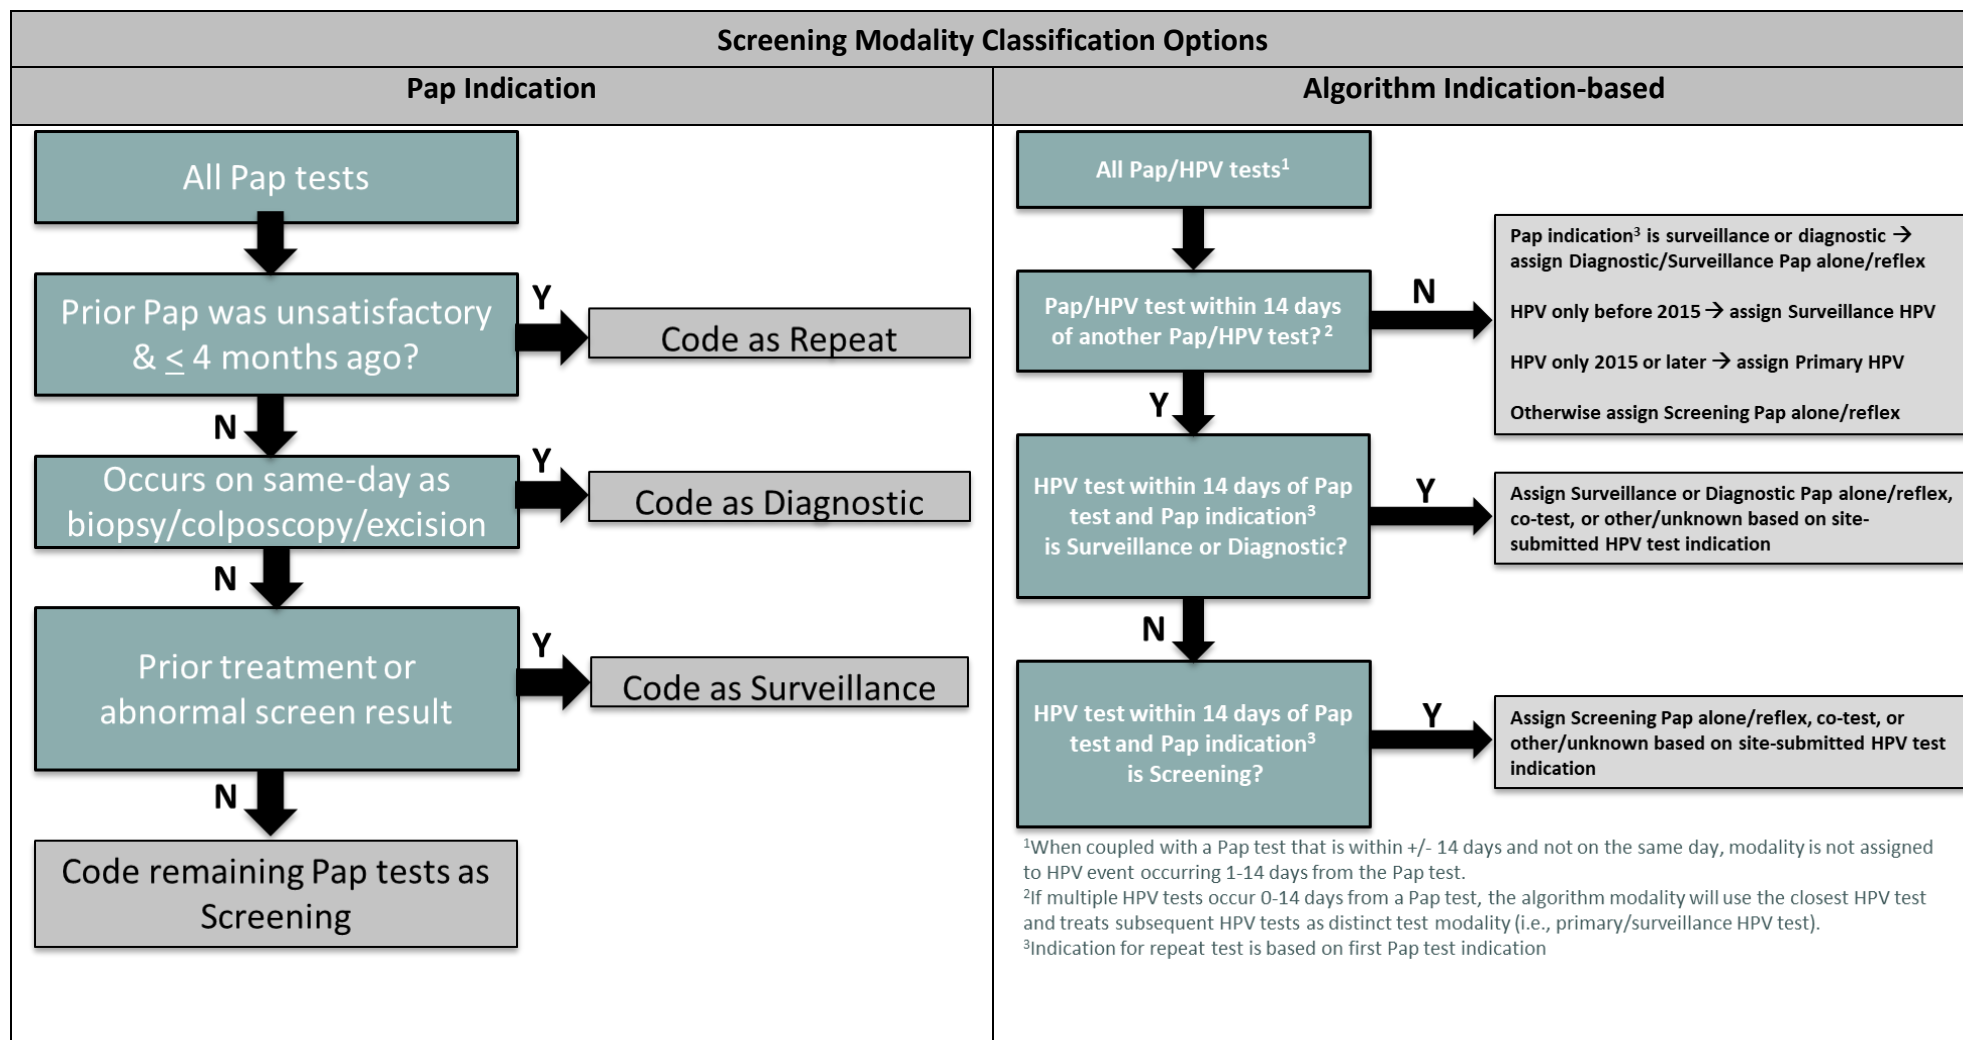 Screening Modality Classification Options
Pap Indication
Algorithm Indication-based
All Pap tests
Prior Pap was unsatisfactory
& ≤ 4 months ago?
Y
Code as Repeat
N
Occurs on same-day as
biopsy/colposcopy/excision
Y
Code as Diagnostic
N
Prior treatment or
abnormal screen result
Y
Code as Surveillance
N
Code remaining Pap tests as
Screening
All Pap/HPV tests¹
Pap/HPV test within 14 days
of another Pap/HPV test? ²
N
Pap indication³ is surveillance or diagnostic →
assign Diagnostic/Surveillance Pap alone/reflex
HPV only before 2015 → assign Surveillance HPV
HPV only 2015 or later → assign Primary HPV
Otherwise assign Screening Pap alone/reflex
Y
HPV test within 14 days of Pap
test and Pap indication³
is Surveillance or Diagnostic?
Y
Assign Surveillance or Diagnostic Pap alone/reflex,
co-test, or other/unknown based on site-
submitted HPV test indication
N
HPV test within 14 days of Pap
test and Pap indication³
is Screening?
Y
Assign Screening Pap alone/reflex, co-test, or
other/unknown based on site-submitted HPV test
indication
¹When coupled with a Pap test that is within +/- 14 days and not on the same day, modality is not assigned
to HPV event occurring 1-14 days from the Pap test.
²If multiple HPV tests occur 0-14 days from a Pap test, the algorithm modality will use the closest HPV test
and treats subsequent HPV tests as distinct test modality (i.e., primary/surveillance HPV test).
³Indication for repeat test is based on first Pap test indication